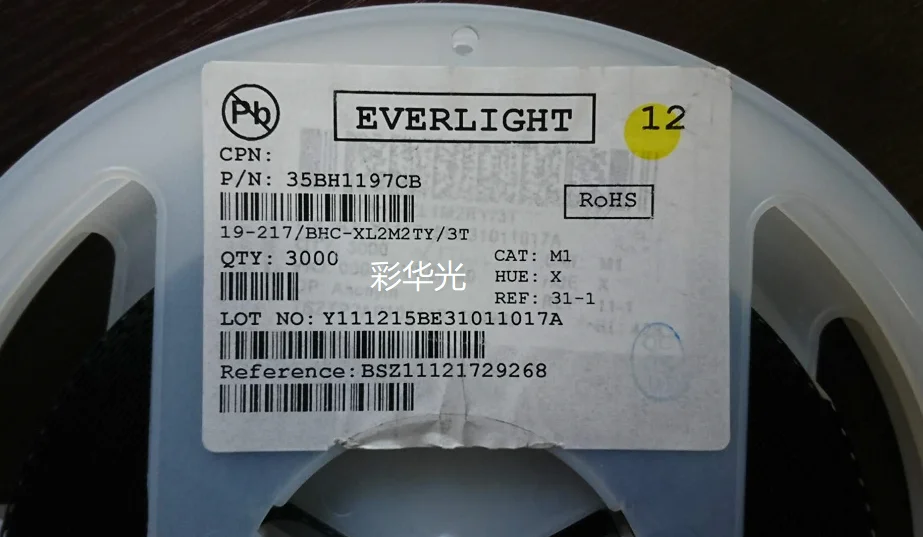 Pb
EVERLIGHT
12
CPN:
P/N: 35BH1197CB
RoHS
19-217/BHC-XL2M2TY/3T
QTY: 3000
CAT: M1
HUE: X
REF: 31-1
彩华光
LOT NO: Y111215BE31011017A
Reference: BSZ11121729268